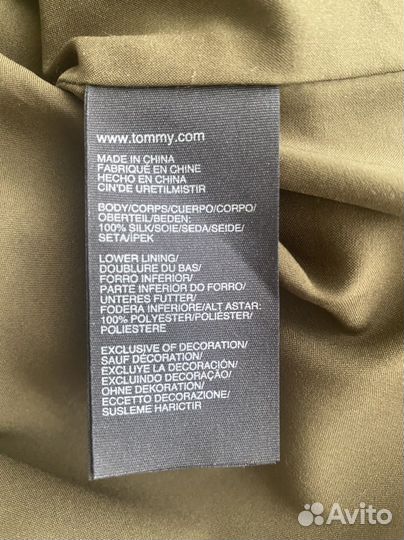 www.tommy.com
MADE IN CHINA
FABRIQUÉ EN CHINE
HECHO EN CHINA
CIN'DE URETILMISTIR
BODY/CORPS/CUERPO/CORPO/
OBERTEIL/BEDEN:
100% SILK/SOIE/SEDA/SEIDE/
SETA/İPEK
LOWER LINING/
DOUBLURE DU BAS/
FORRO INFERIOR/
PARTE INFERIOR DO FORRO/
UNTERES FUTTER/
FODERA INFERIORE/ALT ASTAR:
100% POLYESTER/POLIÉSTER/
POLIESTERE
EXCLUSIVE OF DECORATION/
SAUF DÉCORATION/
EXCLUYE LA DECORACIÓN/
EXCLUINDO DECORAÇÃO/
OHNE DEKORATION/
ECCETTO DECORAZIONE/
SUSLEME HARICTIR
Avito